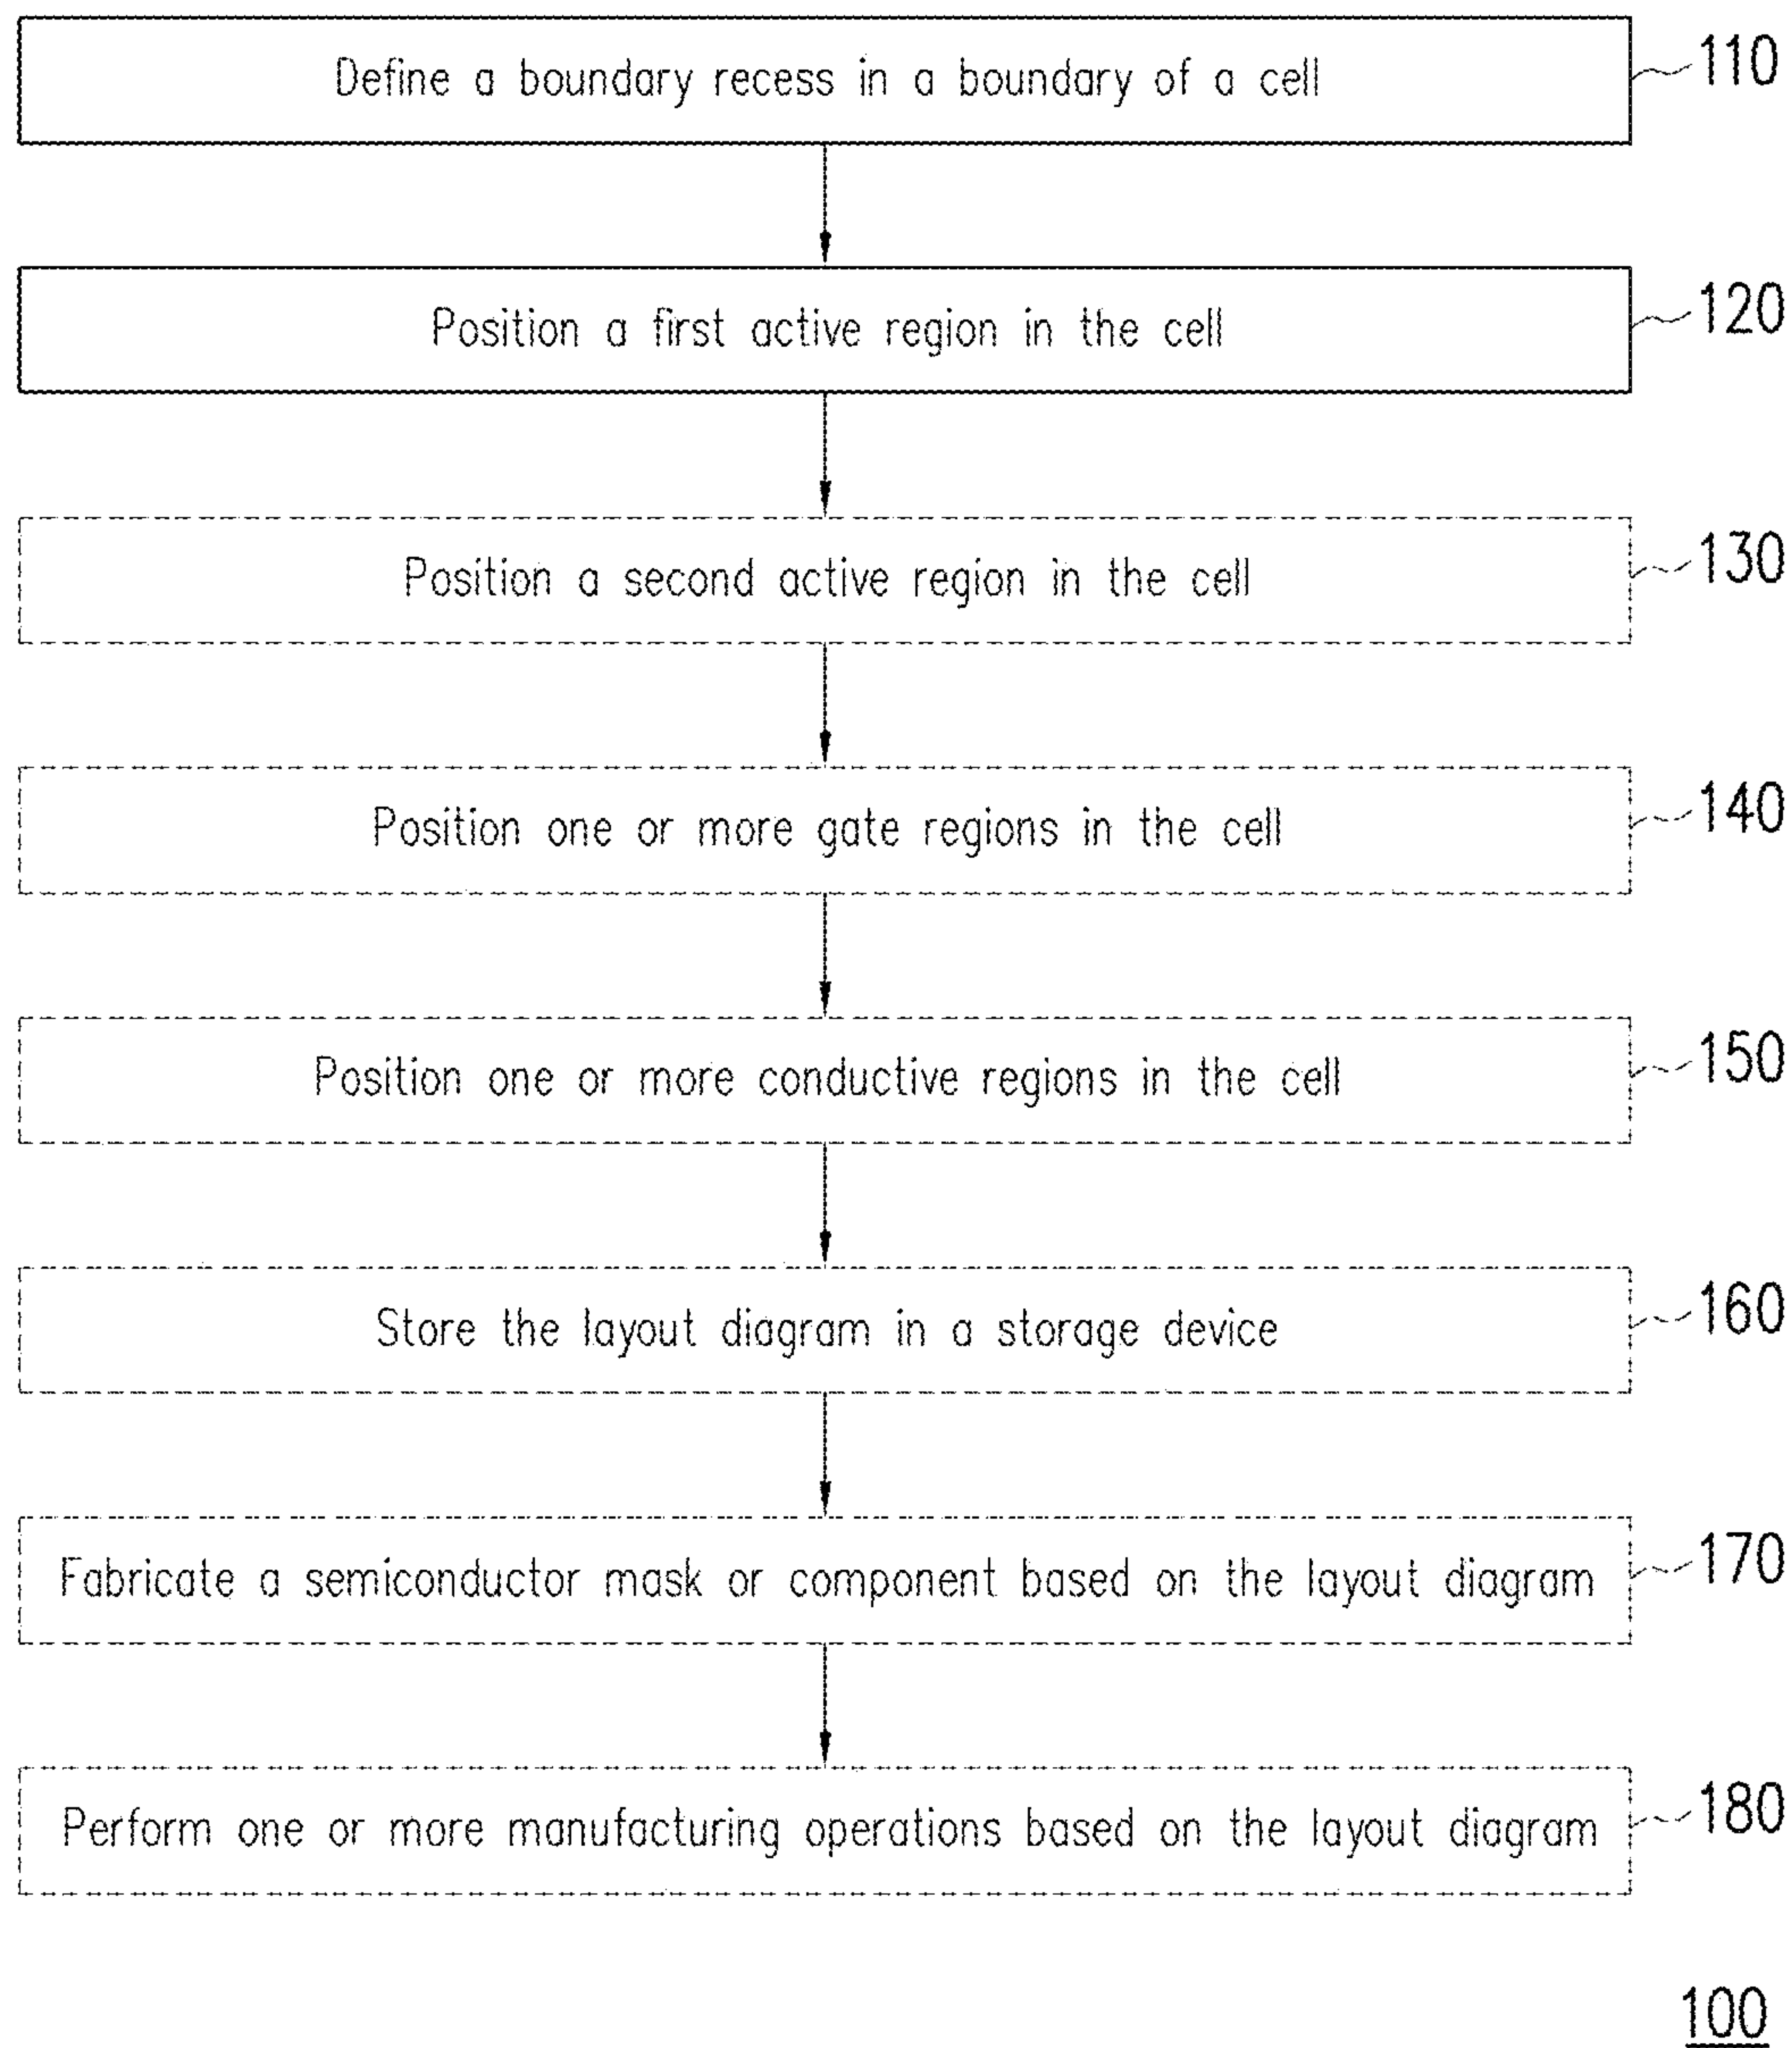 Define a boundary recess in a boundary of a cell
110
Position a first active region in the cell
120
Position a second active region in the cell
130
Position one or more gate regions in the cell
140
Position one or more conductive regions in the cell
150
Store the layout diagram in a storage device
160
Fabricate a semiconductor mask or component based on the layout diagram
170
Perform one or more manufacturing operations based on the layout diagram
180
100